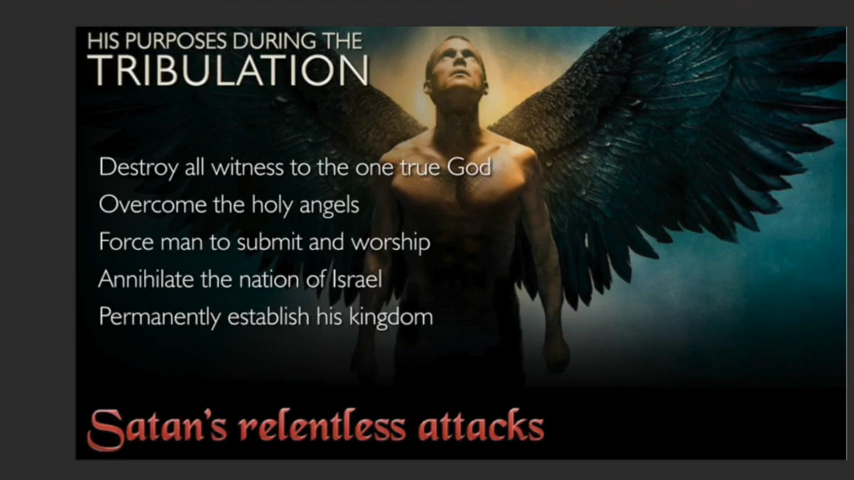 HIS PURPOSES DURING THE
TRIBULATION
Destroy all witness to the one true God
Overcome the holy angels
Force man to submit and worship
Annihilate the nation of Israel
Permanently establish his kingdom
Satan's relentless attacks